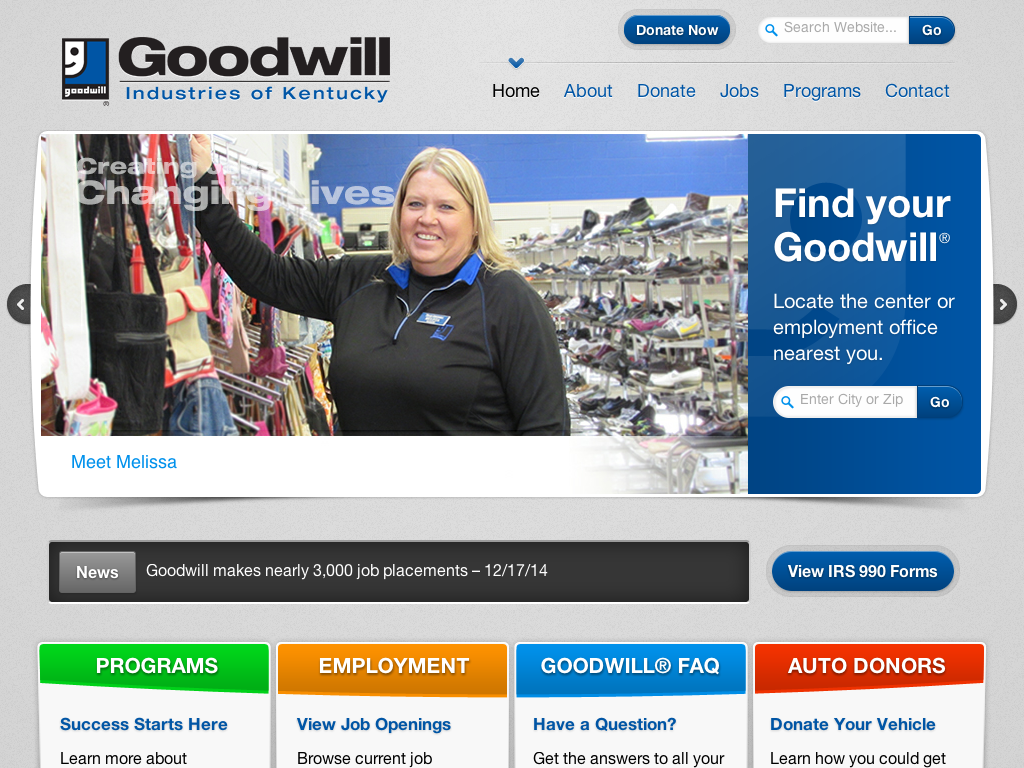 Donate Now
Search Website...
Go
goodwill
®
Goodwill
Industries of Kentucky
Home About Donate Jobs Programs Contact
Creating Jobs
Changing Lives
Find your
Goodwill®
Locate the center or
employment office
nearest you.
Enter City or Zip
Go
Meet Melissa
News
Goodwill makes nearly 3,000 job placements – 12/17/14
View IRS 990 Forms
PROGRAMS
Success Starts Here
Learn more about
EMPLOYMENT
View Job Openings
Browse current job
GOODWILL® FAQ
Have a Question?
Get the answers to all your
AUTO DONORS
Donate Your Vehicle
Learn how you could get